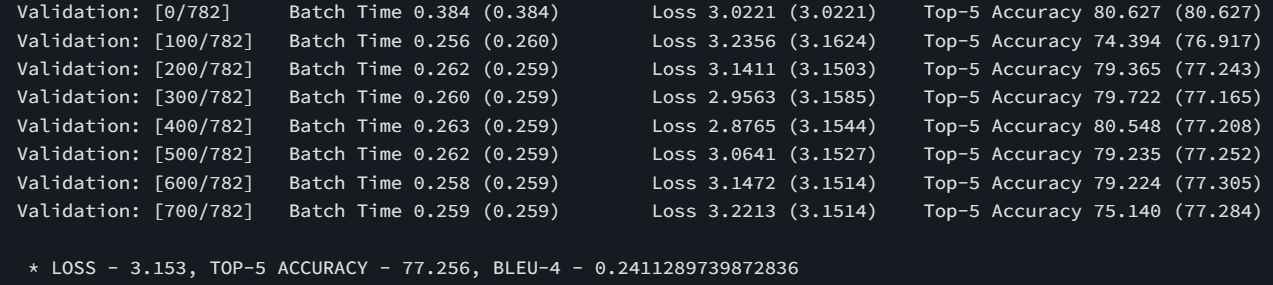 Validation: [0/782] Batch Time 0.384 (0.384) Loss 3.0221 (3.0221) Top-5 Accuracy 80.627 (80.627)
Validation: [100/782] Batch Time 0.256 (0.260) Loss 3.2356 (3.1624) Top-5 Accuracy 74.394 (76.917)
Validation: [200/782] Batch Time 0.262 (0.259) Loss 3.1411 (3.1503) Top-5 Accuracy 79.365 (77.243)
Validation: [300/782] Batch Time 0.260 (0.259) Loss 2.9563 (3.1585) Top-5 Accuracy 79.722 (77.165)
Validation: [400/782] Batch Time 0.263 (0.259) Loss 2.8765 (3.1544) Top-5 Accuracy 80.548 (77.208)
Validation: [500/782] Batch Time 0.262 (0.259) Loss 3.0641 (3.1527) Top-5 Accuracy 79.235 (77.252)
Validation: [600/782] Batch Time 0.258 (0.259) Loss 3.1472 (3.1514) Top-5 Accuracy 79.224 (77.305)
Validation: [700/782] Batch Time 0.259 (0.259) Loss 3.2213 (3.1514) Top-5 Accuracy 75.140 (77.284)
* LOSS - 3.153, TOP-5 ACCURACY - 77.256, BLEU-4 - 0.2411289739872836